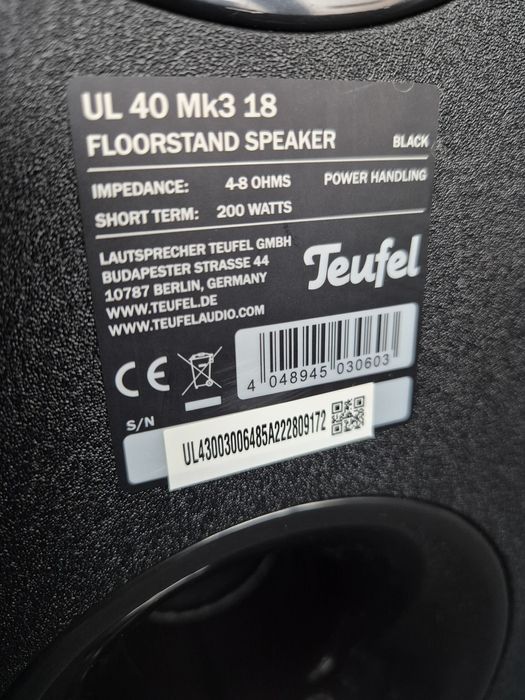 UL 40 Mk3 18
FLOORSTAND SPEAKER BLACK
IMPEDANCE: 4-8 OHMS POWER HANDLING
SHORT TERM: 200 WATTS
LAUTSPRECHER TEUFEL GMBH
BUDAPESTER STRASSE 44
10787 BERLIN, GERMANY
WWW.TEUFEL.DE
WWW.TEUFELAUDIO.COM
Teufel
CE
4 048945 030603
S/N
UL43003006485A222809172